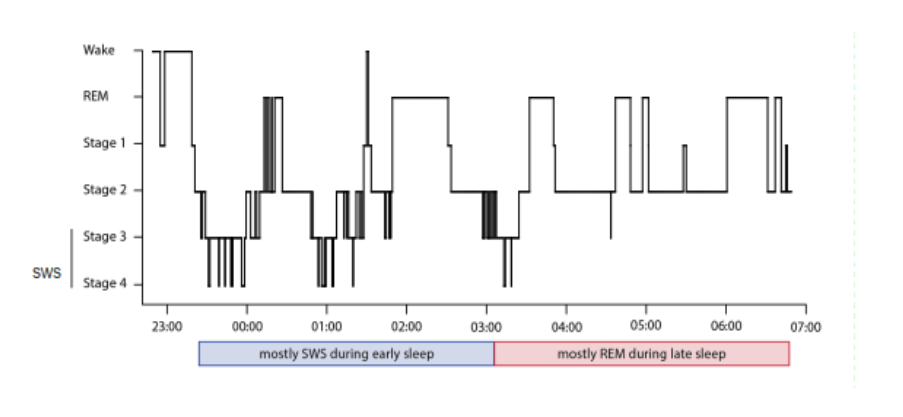 Wake
REM
Stage 1
Stage 2
Stage 3
SWS
Stage 4
23:00 00:00 01:00 02:00 03:00 04:00 05:00 06:00 07:00
mostly SWS during early sleep mostly REM during late sleep